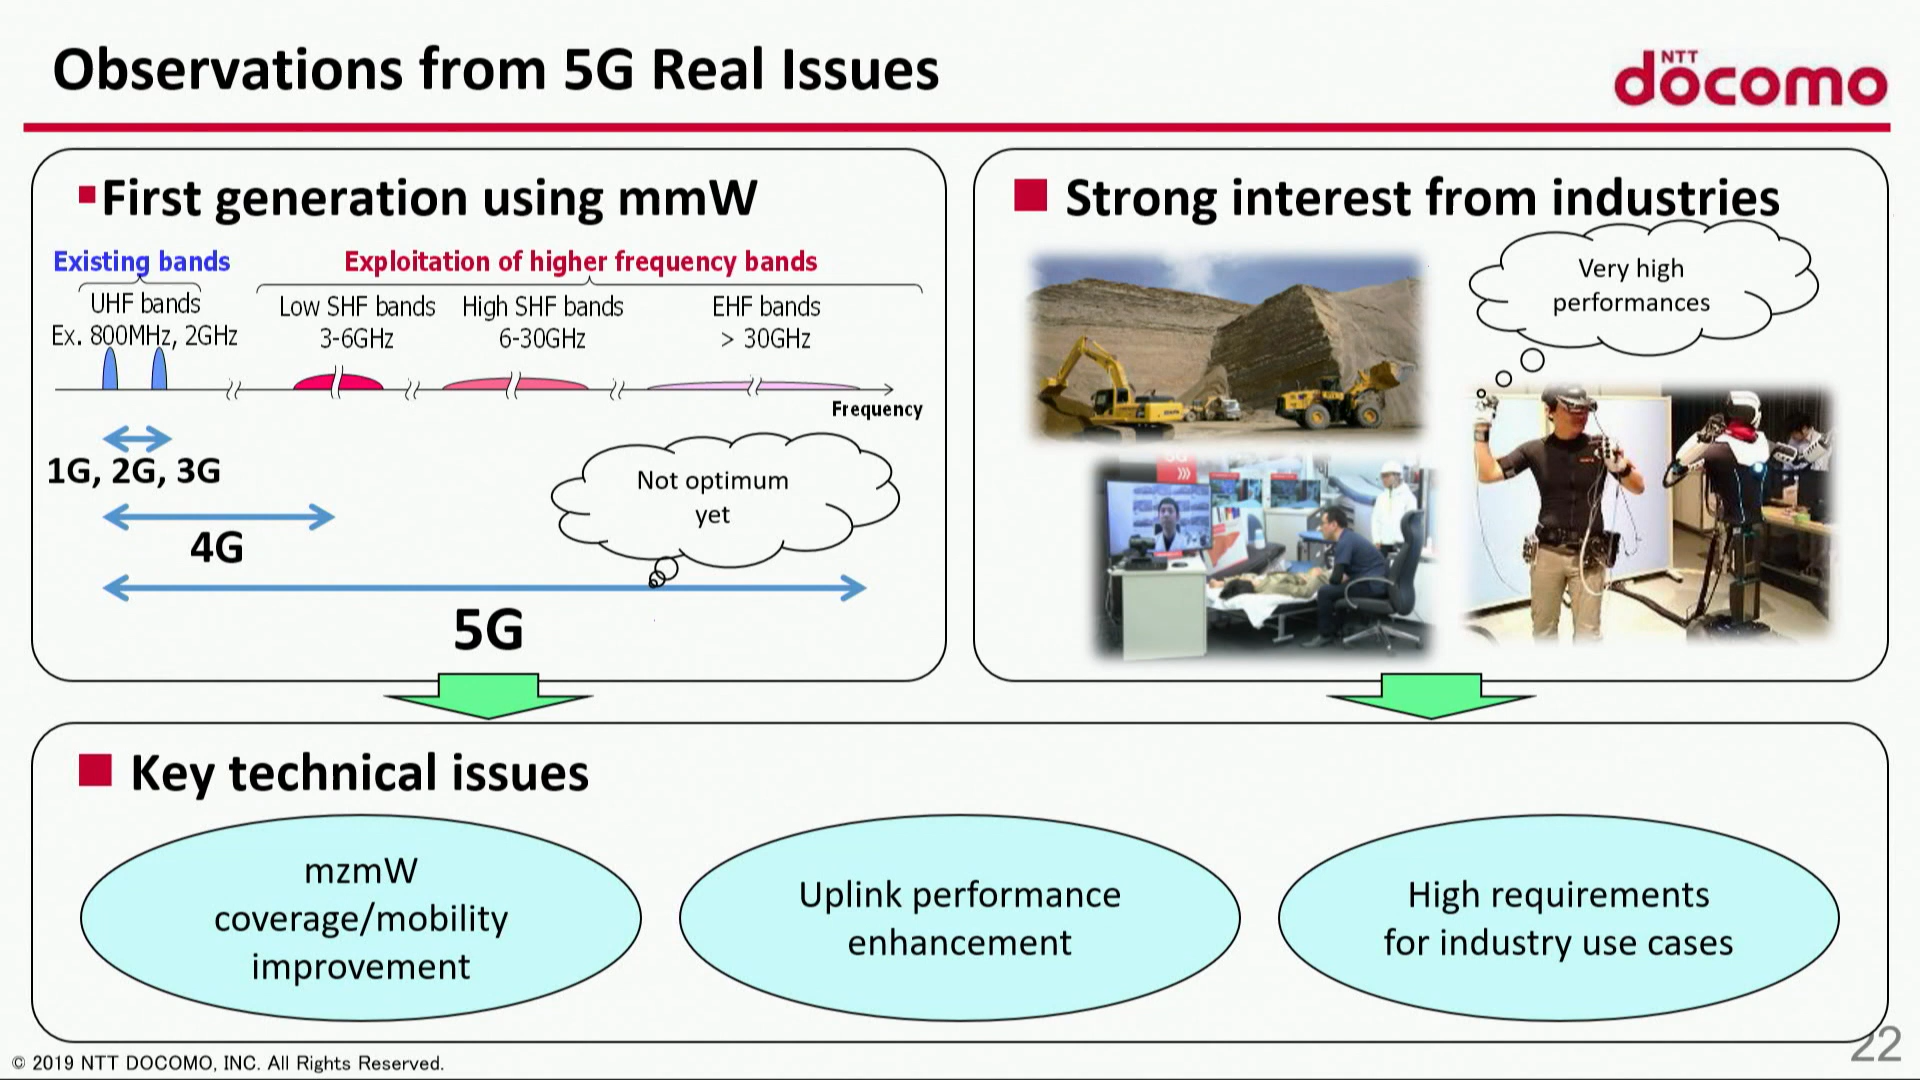 Observations from 5G Real Issues
NTT
döcomo
First generation using mmW
Existing bands
Exploitation of higher frequency bands
UHF bands
Ex. 800MHz, 2GHz
Low SHF bands
3-6GHz
High SHF bands
6-30GHz
EHF bands
> 30GHz
Frequency
1G, 2G, 3G
4G
5G
Not optimum
yet
Strong interest from industries
Very high
performances
5G
Key technical issues
mzmW
coverage/mobility
improvement
Uplink performance
enhancement
High requirements
for industry use cases
© 2019 NTT DOCOMO, INC. All Rights Reserved.
22